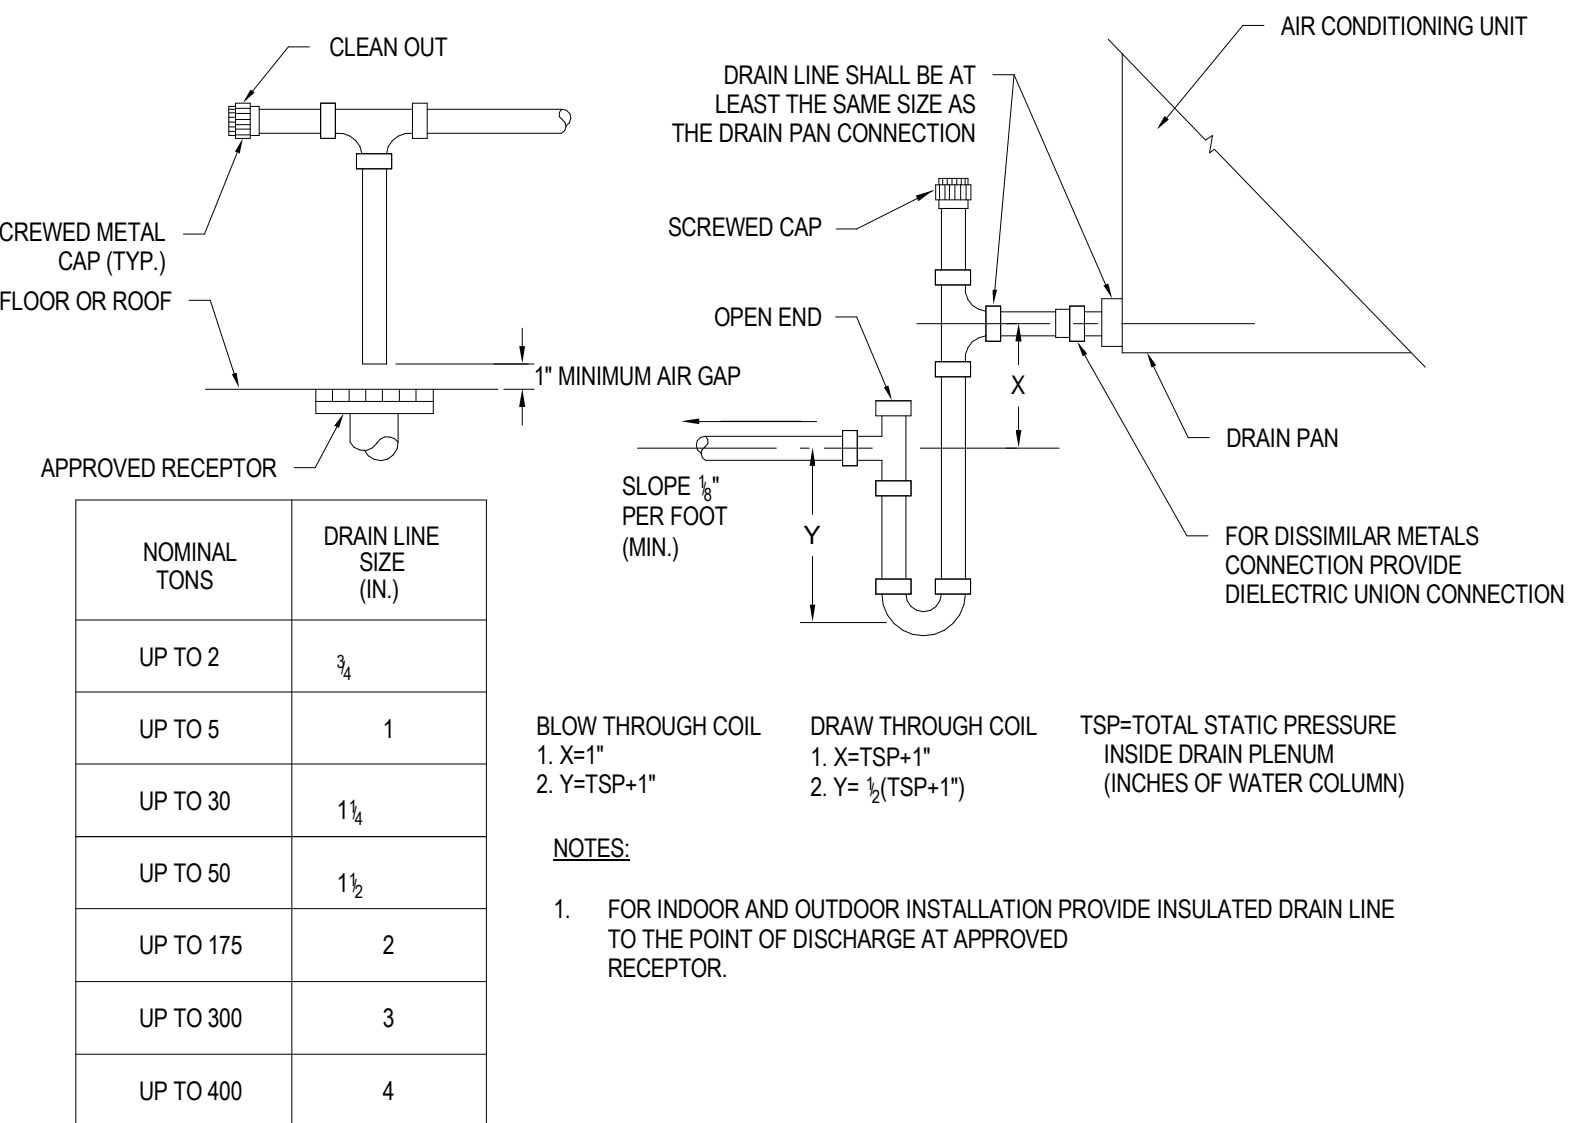 CLEAN OUT
CREWED METAL
CAP (TYP.)
FLOOR OR ROOF
1" MINIMUM AIR GAP
APPROVED RECEPTOR
AIR CONDITIONING UNIT
DRAIN LINE SHALL BE AT
LEAST THE SAME SIZE AS
THE DRAIN PAN CONNECTION
SCREWED CAP
OPEN END
X
DRAIN PAN
SLOPE 1/8"
PER FOOT
(MIN.)
Y
FOR DISSIMILAR METALS
CONNECTION PROVIDE
DIELECTRIC UNION CONNECTION
NOMINAL
TONS
DRAIN LINE
SIZE
(IN.)
UP TO 2
3/4
UP TO 5
1
UP TO 30
1 1/4
UP TO 50
1 1/2
UP TO 175
2
UP TO 300
3
UP TO 400
4
BLOW THROUGH COIL
1. X=1"
2. Y=TSP+1"
DRAW THROUGH COIL
1. X=TSP+1"
2. Y= 1/2(TSP+1")
TSP=TOTAL STATIC PRESSURE
INSIDE DRAIN PLENUM
(INCHES OF WATER COLUMN)
NOTES:
1. FOR INDOOR AND OUTDOOR INSTALLATION PROVIDE INSULATED DRAIN LINE
TO THE POINT OF DISCHARGE AT APPROVED
RECEPTOR.